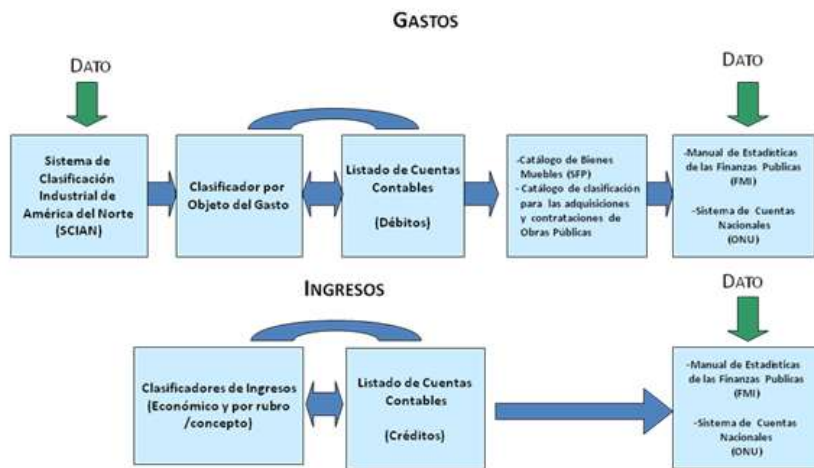 GASTOS
DATO
DATO
Sistema de
Clasificación
Industrial de
América del Norte
(SCIAN)
Clasificador por
Objeto del Gasto
Listado de Cuentas
Contables
(Débitos)
-Catálogo de Bienes
Muebles (SFP)
- Catálogo de clasificación
para las adquisiciones
y contrataciones de
Obras Públicas
-Manual de Estadísticas
de las Finanzas Publicas
(FMI)
-Sistema de Cuentas
Nacionales
(ONU)
INGRESOS
DATO
Clasificadores de Ingresos
(Económico y por rubro
/concepto)
Listado de Cuentas
Contables
(Créditos)
-Manual de Estadísticas
de las Finanzas Publicas
(FMI)
-Sistema de Cuentas
Nacionales
(ONU)